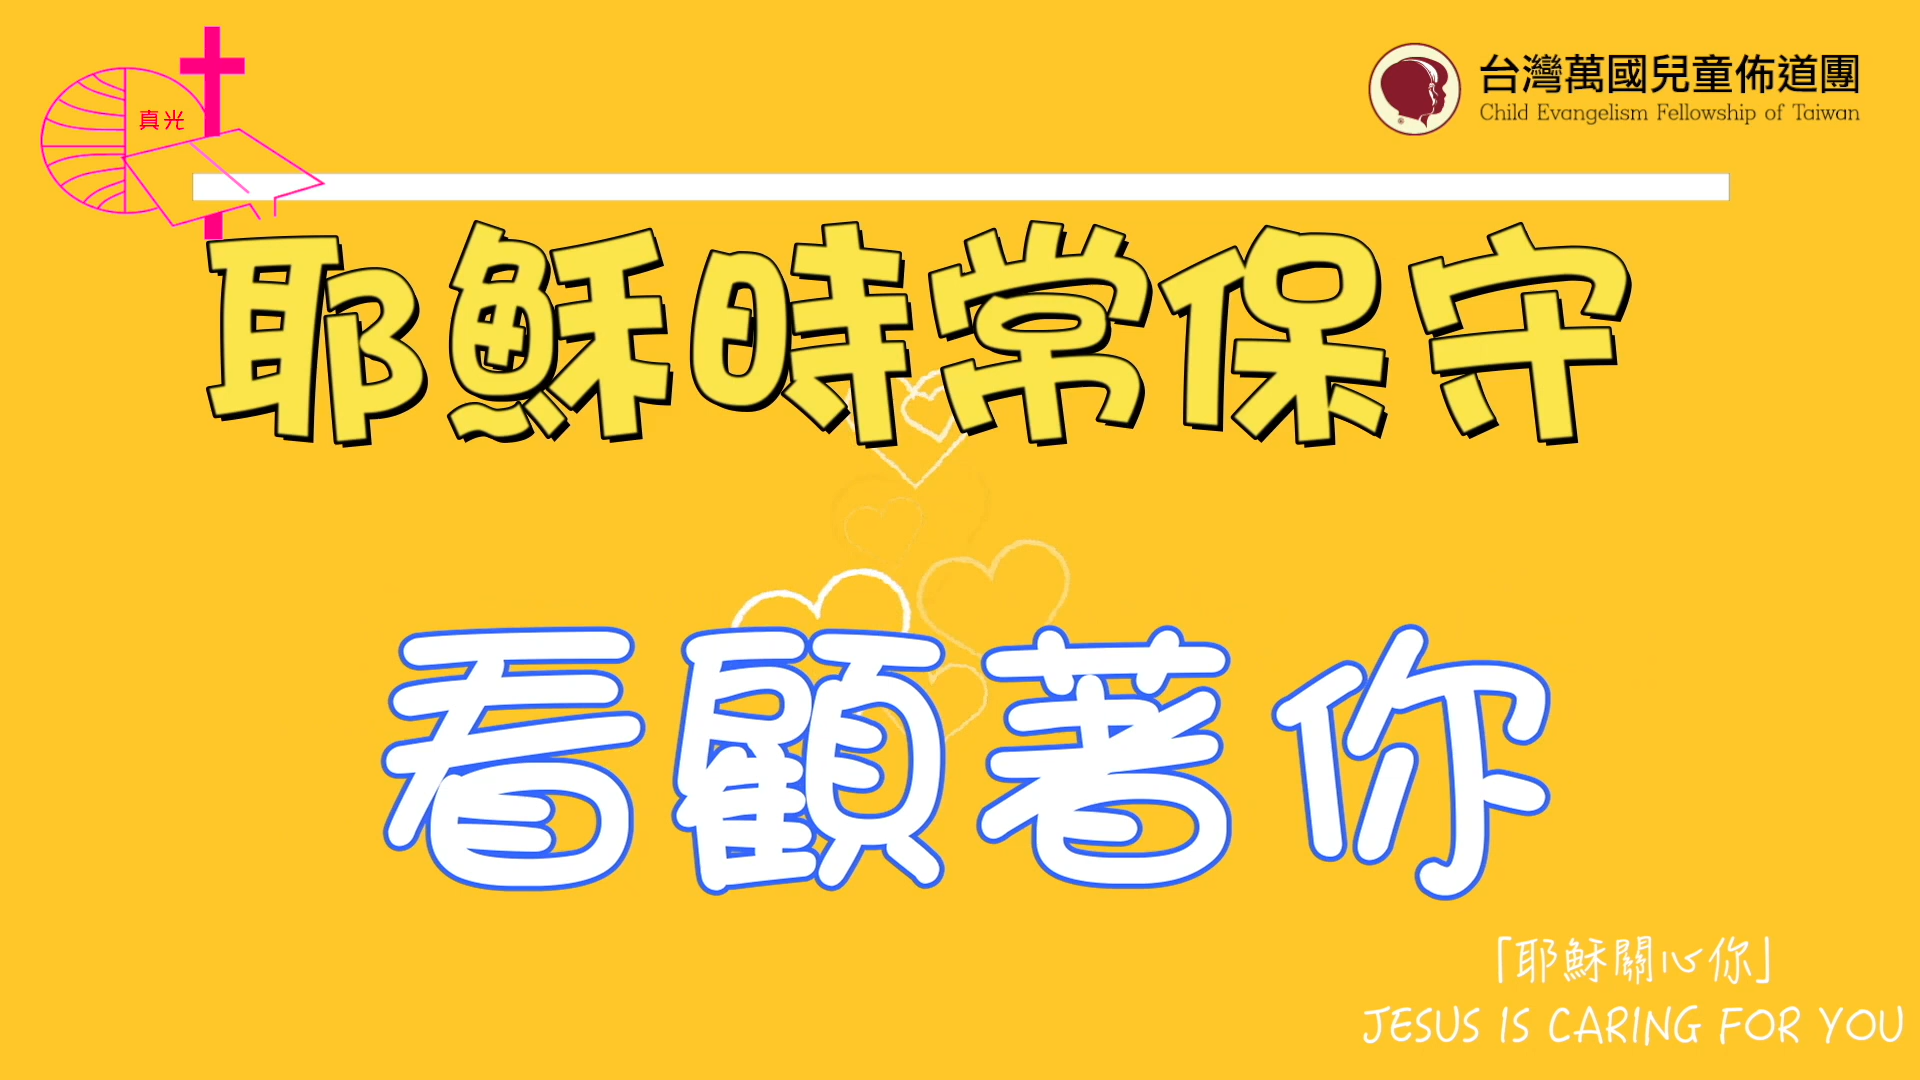 真光
台灣萬國兒童佈道團
Child Evangelism Fellowship of Taiwan
耶穌時常保守
看顧著你
「耶穌關心你」
JESUS IS CARING FOR YOU